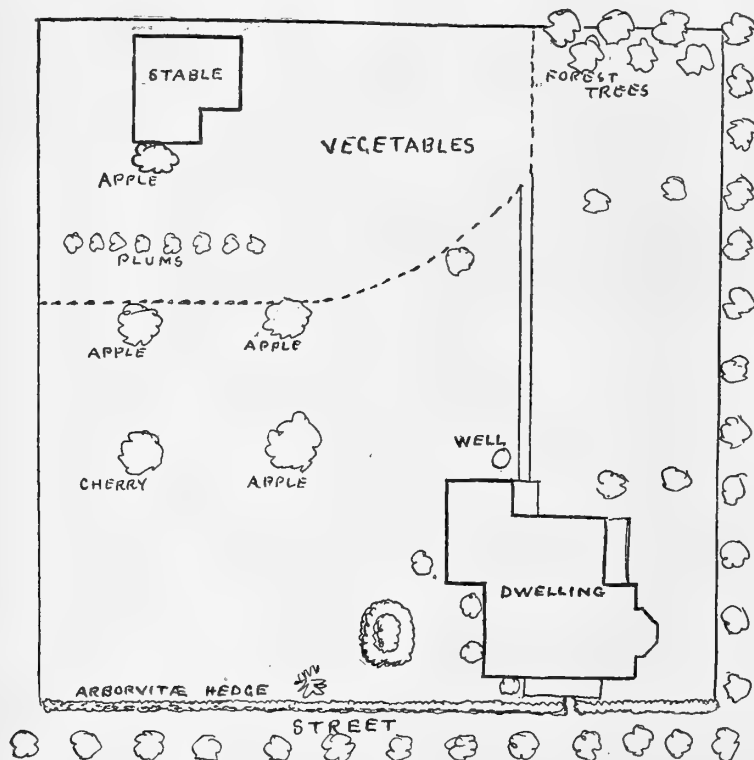 STABLE
FOREST
TREES
VEGETABLES
APPLE
PLUMS
APPLE
APPLE
WELL
CHERRY
APPLE
DWELLING
ARBORVITÆ HEDGE
STREET